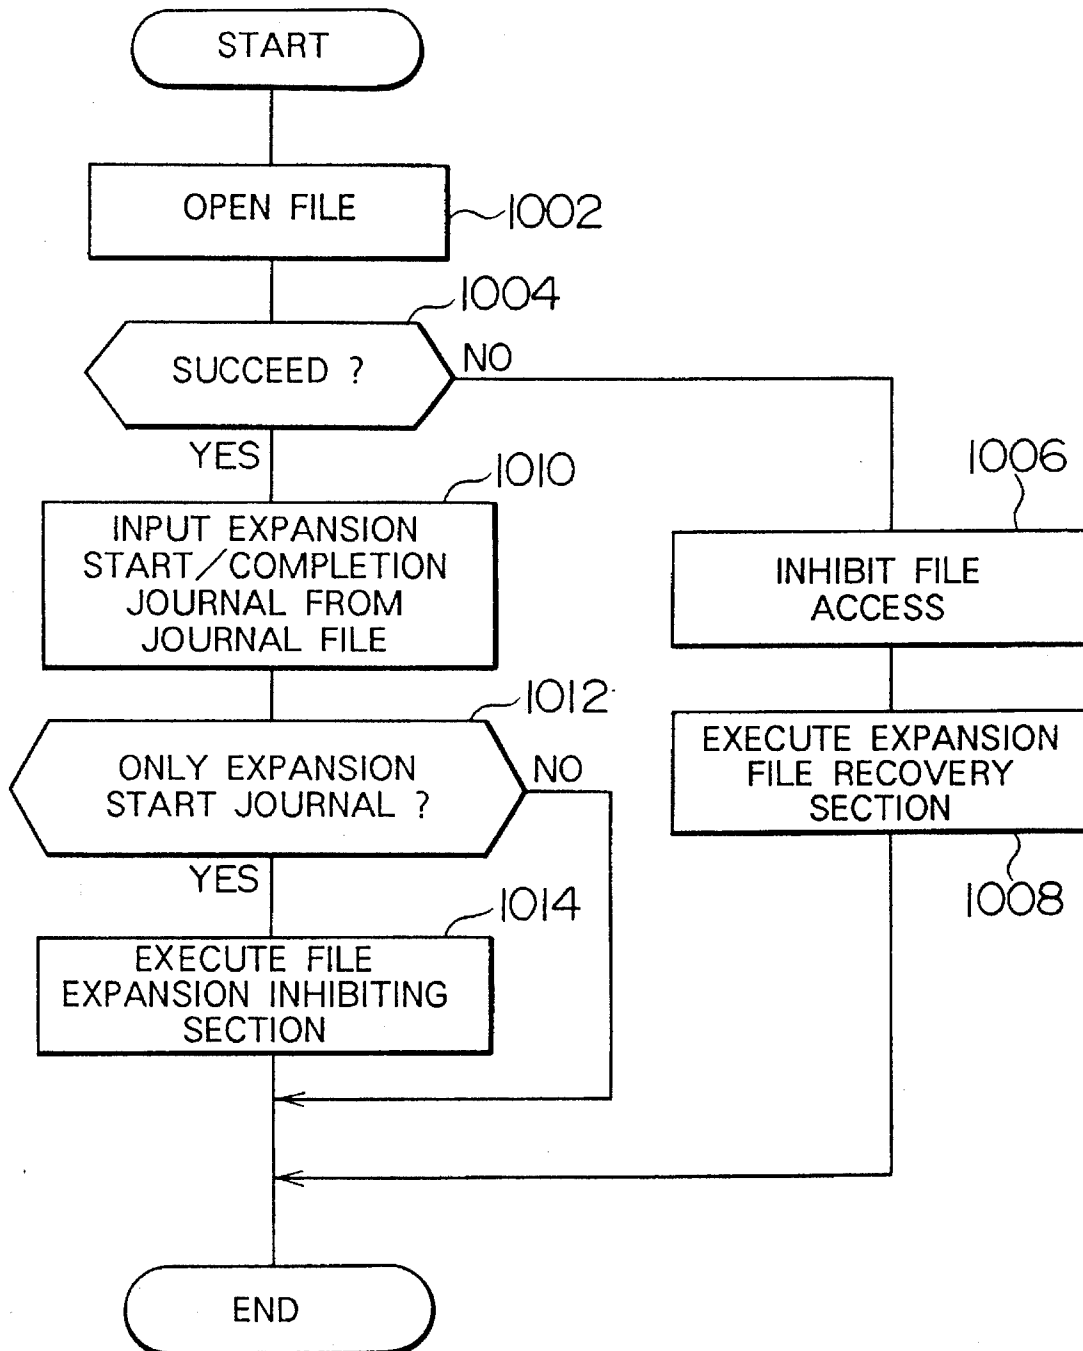 START
OPEN FILE
1002
1004
SUCCEED ?
NO
YES
1010
INPUT EXPANSION
START/COMPLETION
JOURNAL FROM
JOURNAL FILE
1006
INHIBIT FILE
ACCESS
1012
ONLY EXPANSION
START JOURNAL ?
NO
YES
EXECUTE EXPANSION
FILE RECOVERY
SECTION
1008
1014
EXECUTE FILE
EXPANSION INHIBITING
SECTION
END